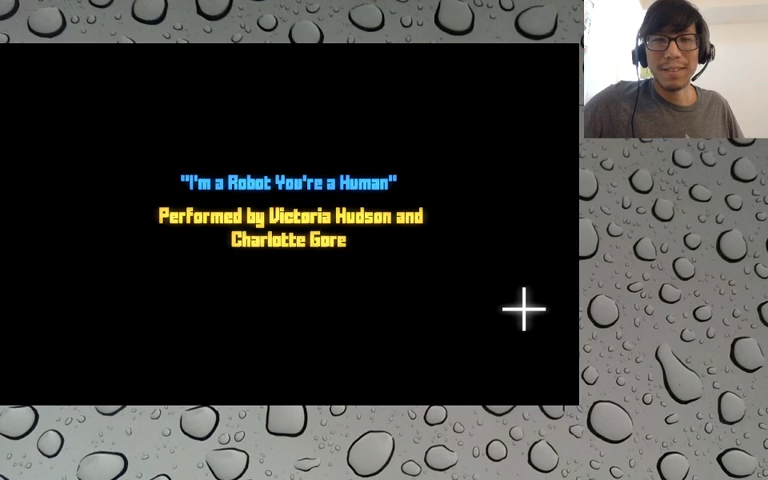 "I'm a Robot You're a Human"
Performed by Victoria Hudson and
Charlotte Gore